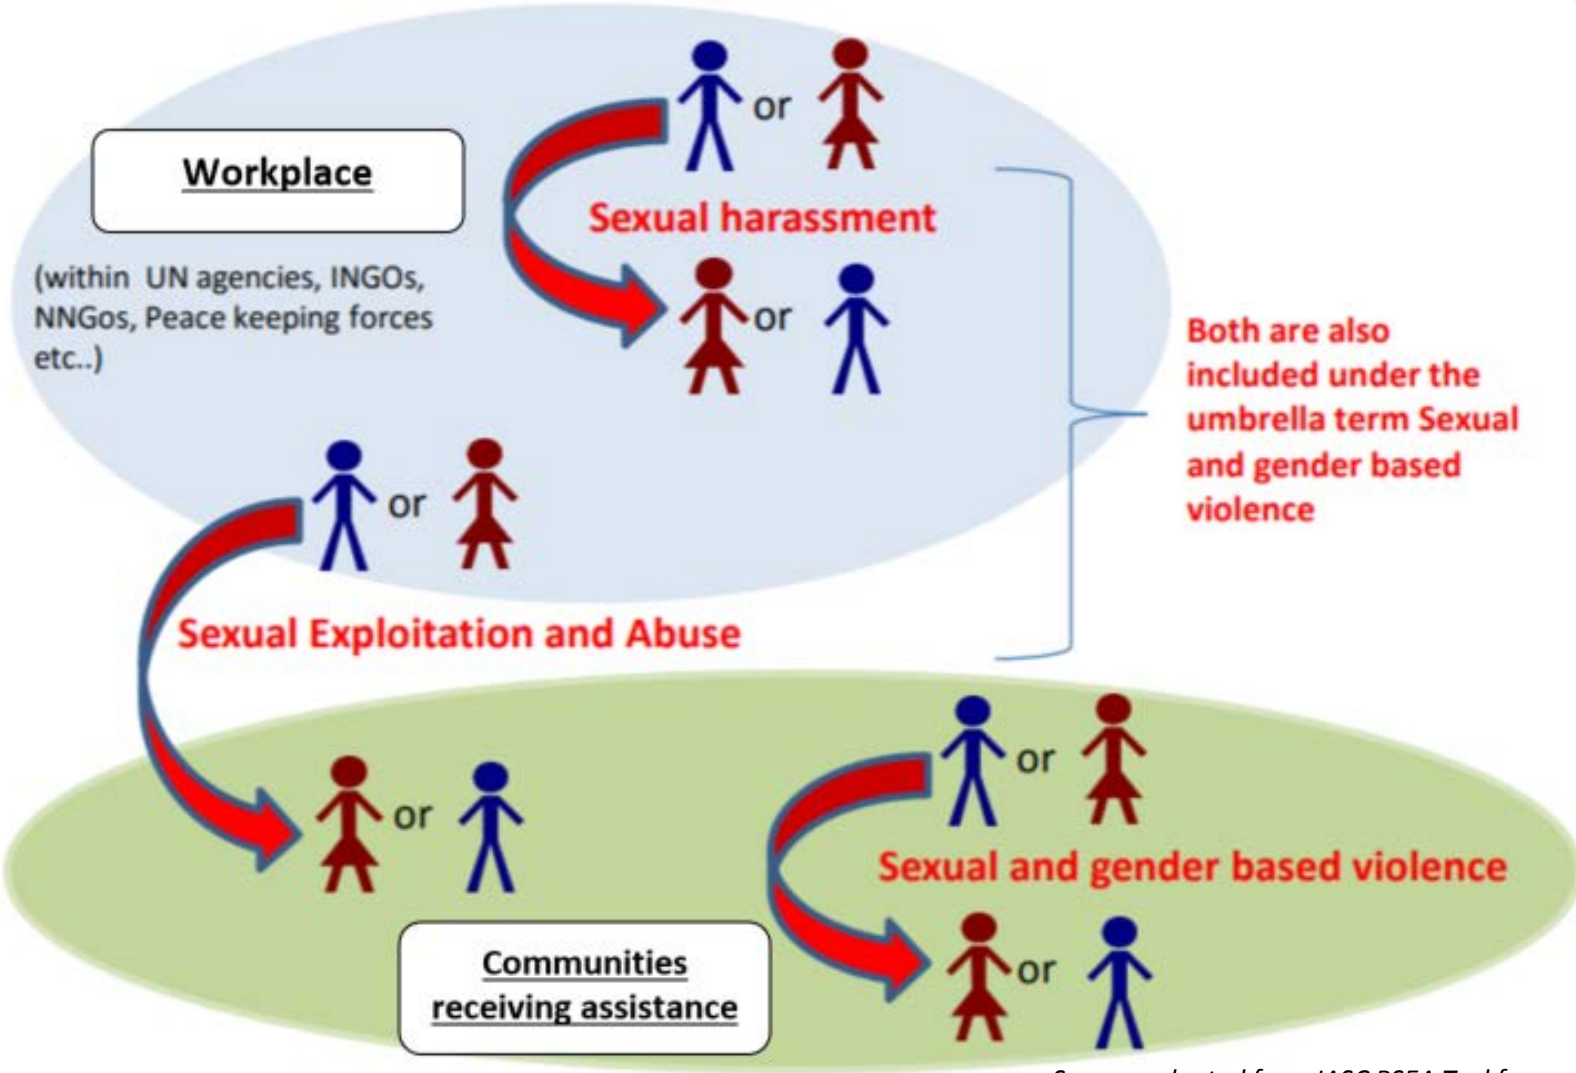 or
Workplace
Sexual harassment
(within UN agencies, INGOs,
NNGos, Peace keeping forces
etc..)
or
Both are also
included under the
umbrella term Sexual
and gender based
violence
or
Sexual Exploitation and Abuse
or
or
Sexual and gender based violence
or
Communities
receiving assistance